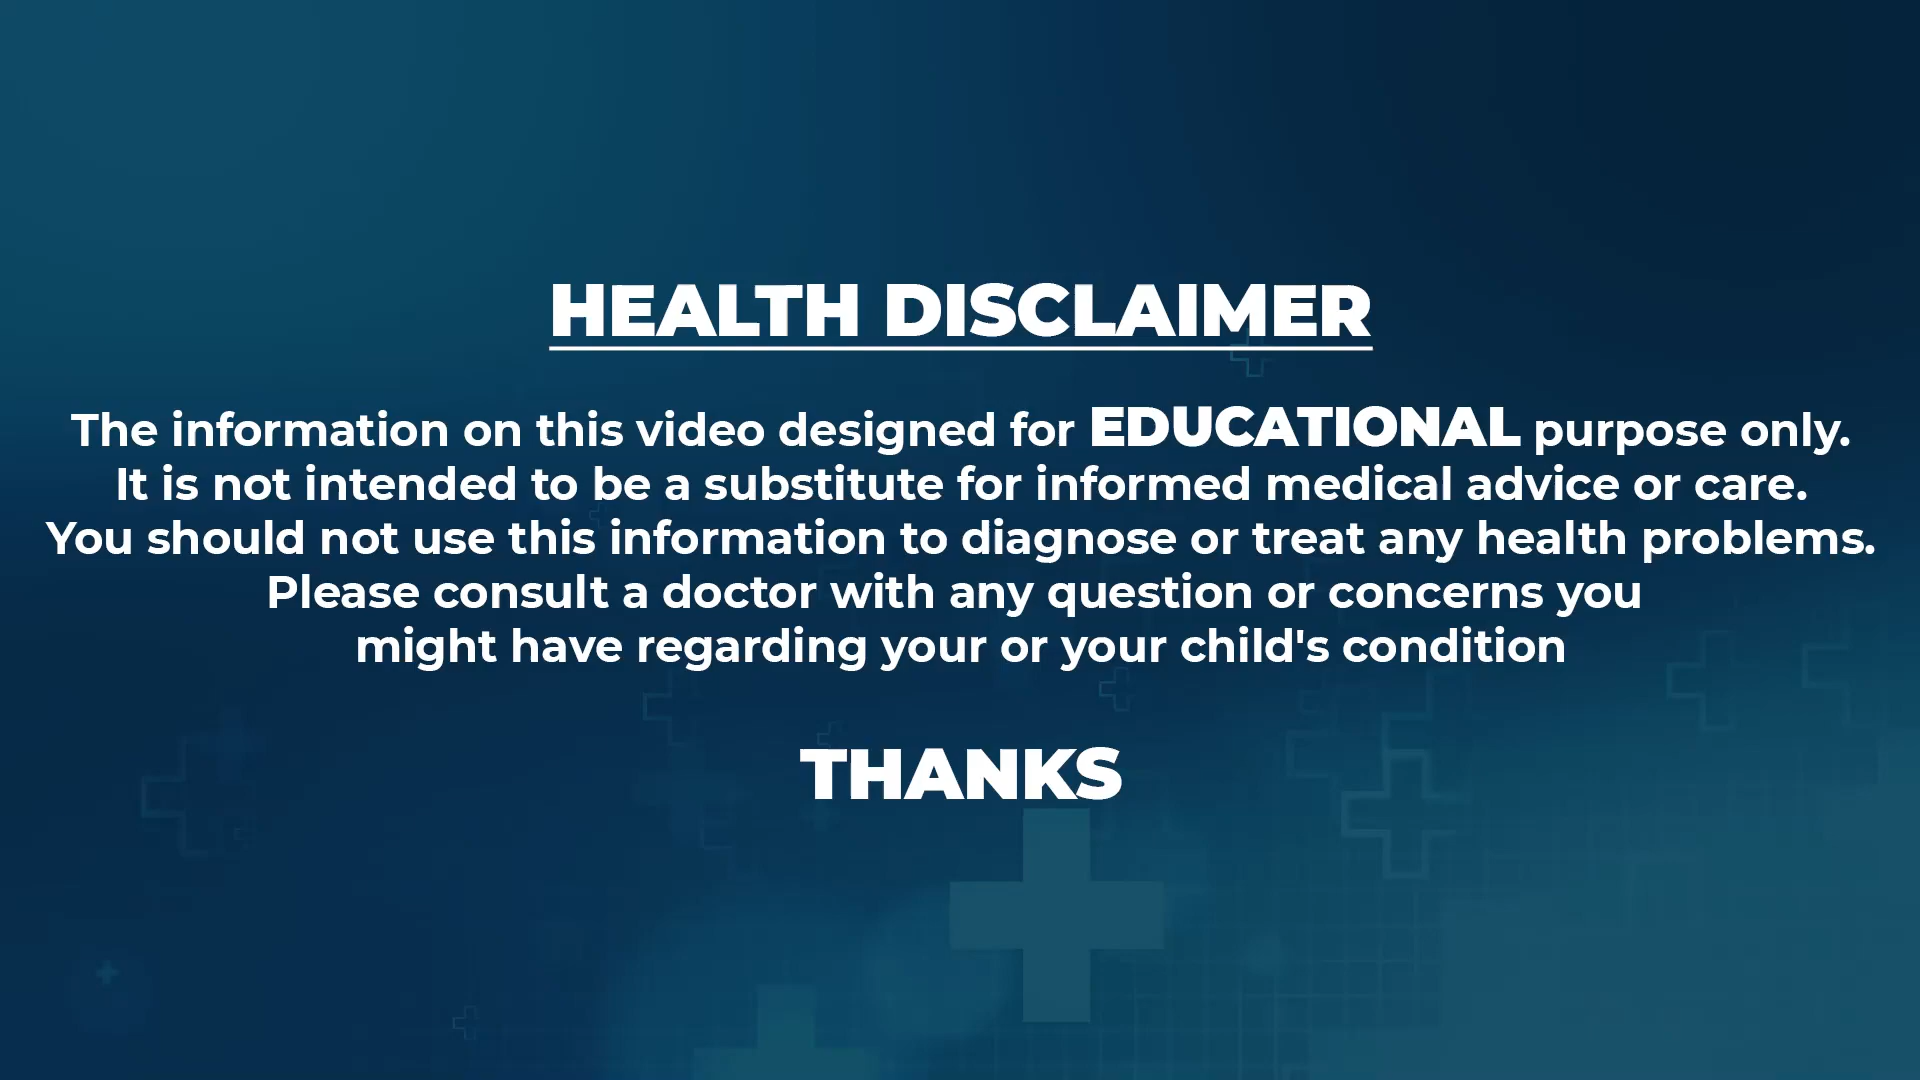 HEALTH DISCLAIMER
The information on this video designed for EDUCATIONAL purpose only.
It is not intended to be a substitute for informed medical advice or care.
You should not use this information to diagnose or treat any health problems.
Please consult a doctor with any question or concerns you
might have regarding your or your child's condition
THANKS